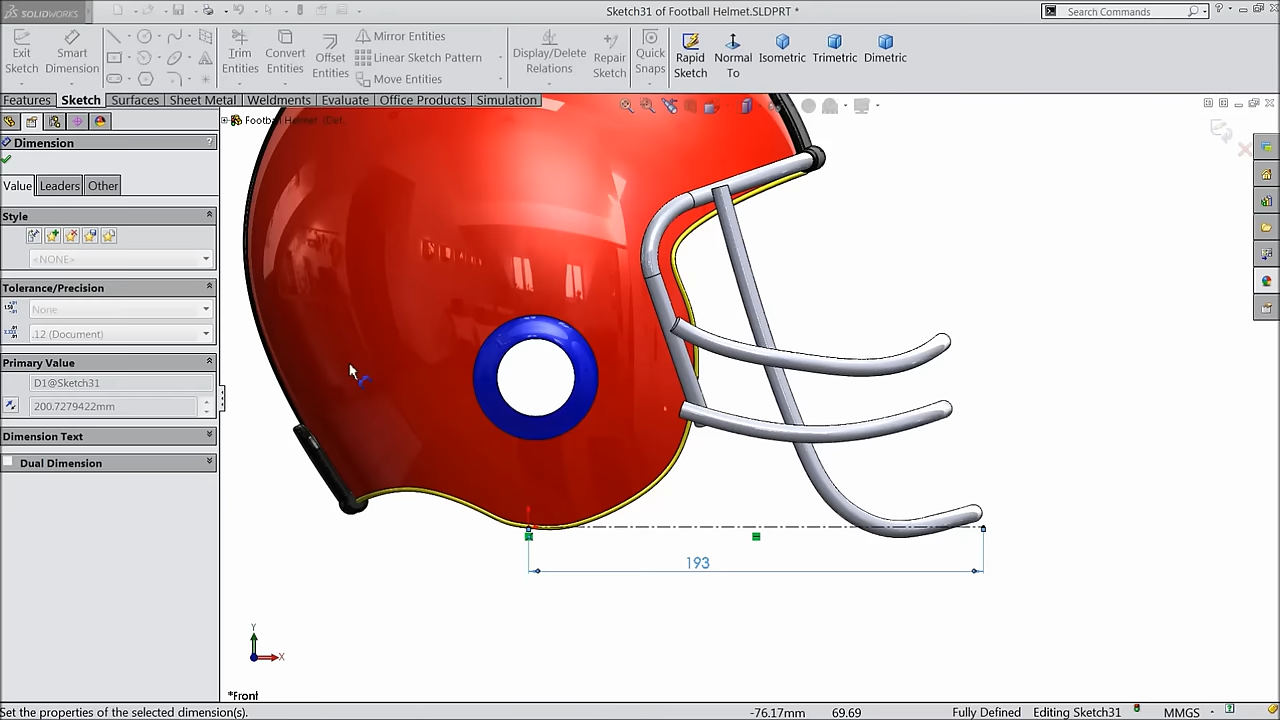 SOLIDWORKS
Sketch31 of Football Helmet.SLDPRT *
Search Commands
?
Exit Sketch
Smart Dimension
Trim Entities
Convert Entities
Offset Entities
Mirror Entities
Linear Sketch Pattern
Move Entities
Display/Delete Relations
Repair Sketch
Quick Snaps
Rapid Sketch
Normal To
Isometric
Trimetric
Dimetric
Features
Sketch
Surfaces
Sheet Metal
Weldments
Evaluate
Office Products
Simulation
Football Helmet (Def...
Dimension
?
Value
Leaders
Other
Style
<NONE>
Tolerance/Precision
None
.12 (Document)
Primary Value
D1@Sketch31
200.7279422mm
Dimension Text
Dual Dimension
193
Y
X
*Front
Set the properties of the selected dimension(s).
-76.17mm
69.69
Fully Defined
Editing Sketch31
MMGS